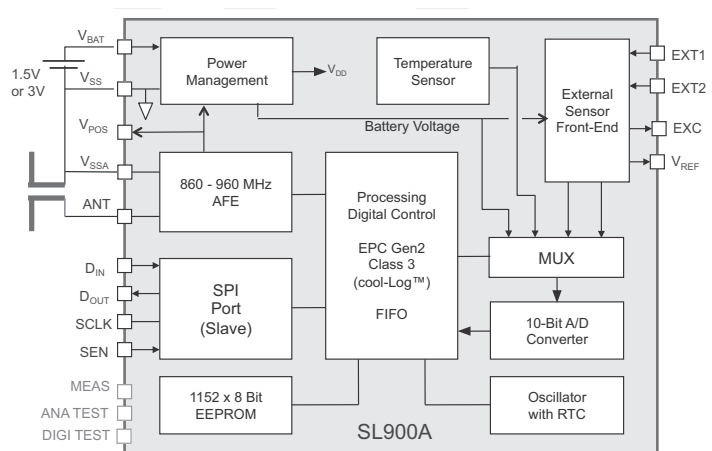 V_BAT
1.5V
or 3V
V_SS
V_POS
V_SSA
ANT
D_IN
D_OUT
SCLK
SEN
MEAS
ANA TEST
DIGI TEST
Power
Management
V_DD
Temperature
Sensor
External
Sensor
Front-End
EXT1
EXT2
EXC
V_REF
Battery Voltage
860 - 960 MHz
AFE
Processing
Digital Control
EPC Gen2
Class 3
(cool-Log™)
FIFO
MUX
SPI
Port
(Slave)
10-Bit A/D
Converter
1152 x 8 Bit
EEPROM
Oscillator
with RTC
SL900A